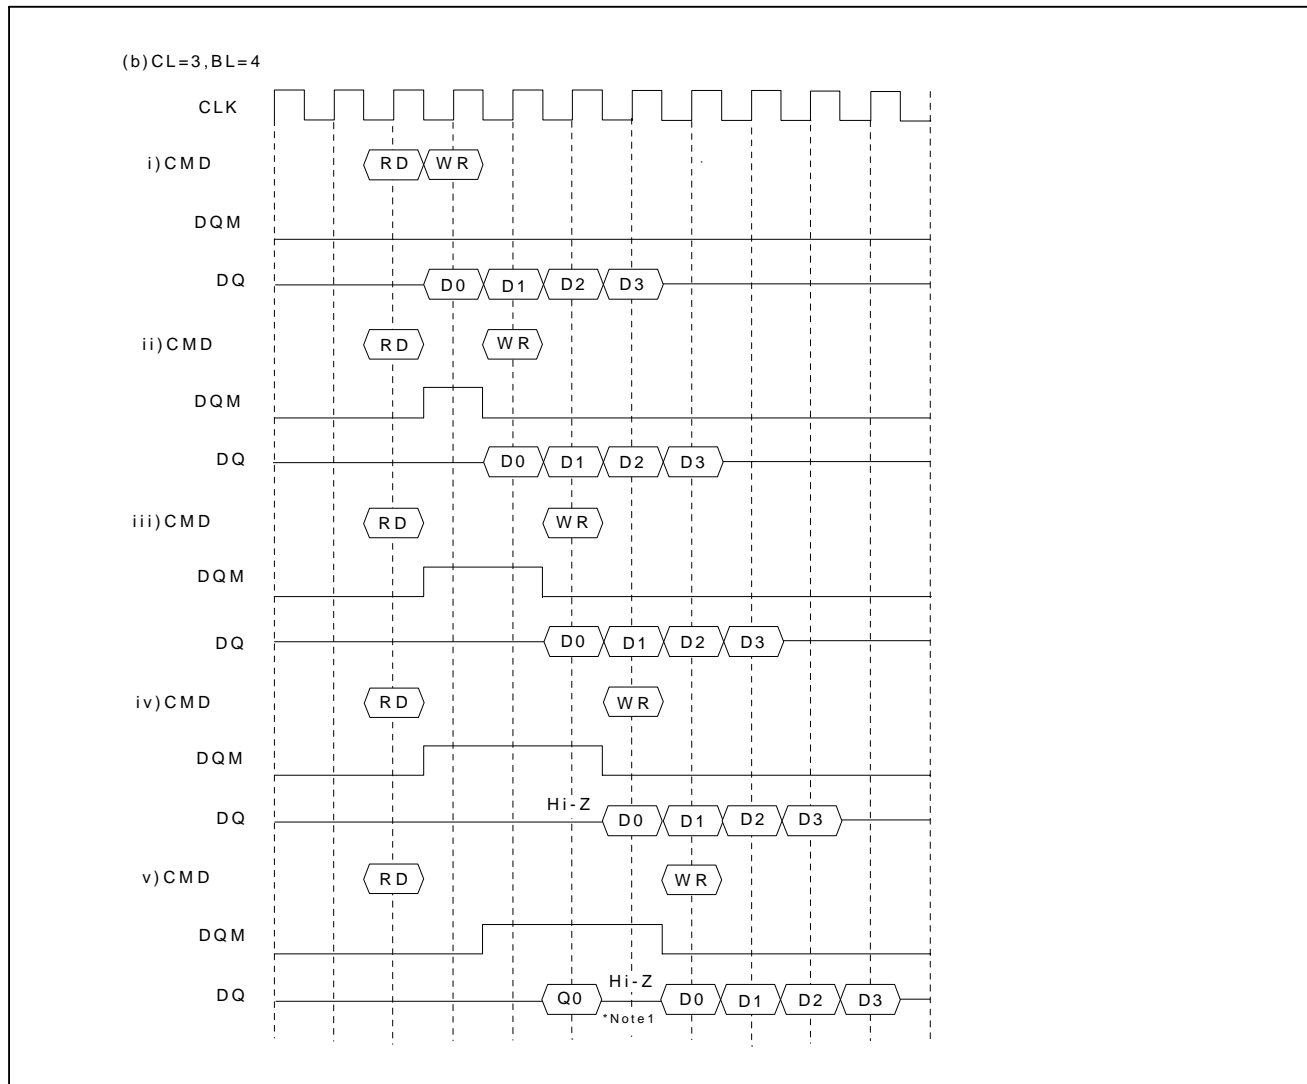 (b)CL=3,BL=4
CLK
i)CMD RD WR
DQM
DQ D0 D1 D2 D3
ii)CMD RD WR
DQM
DQ D0 D1 D2 D3
iii)CMD RD WR
DQM
DQ D0 D1 D2 D3
iv)CMD RD WR
DQM
Hi-Z
DQ D0 D1 D2 D3
v)CMD RD WR
DQM
Hi-Z
DQ Q0 D0 D1 D2 D3
*Note1